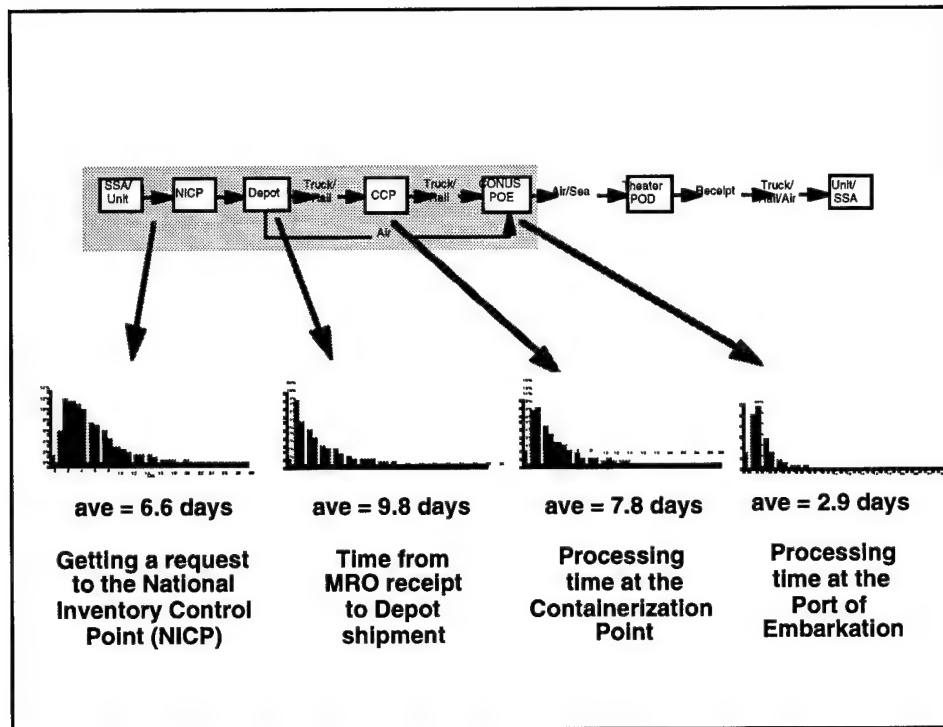 SSA/
Unit
NICP
Depot
Truck/
Rail
CCP
Truck/
Rail
CONUS
POE
Air/Sea
Theater
POD
Receipt
Truck/
Rail/Air
Unit/
SSA
Air
ave = 6.6 days
ave = 9.8 days
ave = 7.8 days
ave = 2.9 days
Getting a request
to the National
Inventory Control
Point (NICP)
Time from
MRO receipt
to Depot
shipment
Processing
time at the
Containerization
Point
Processing
time at the
Port of
Embarkation